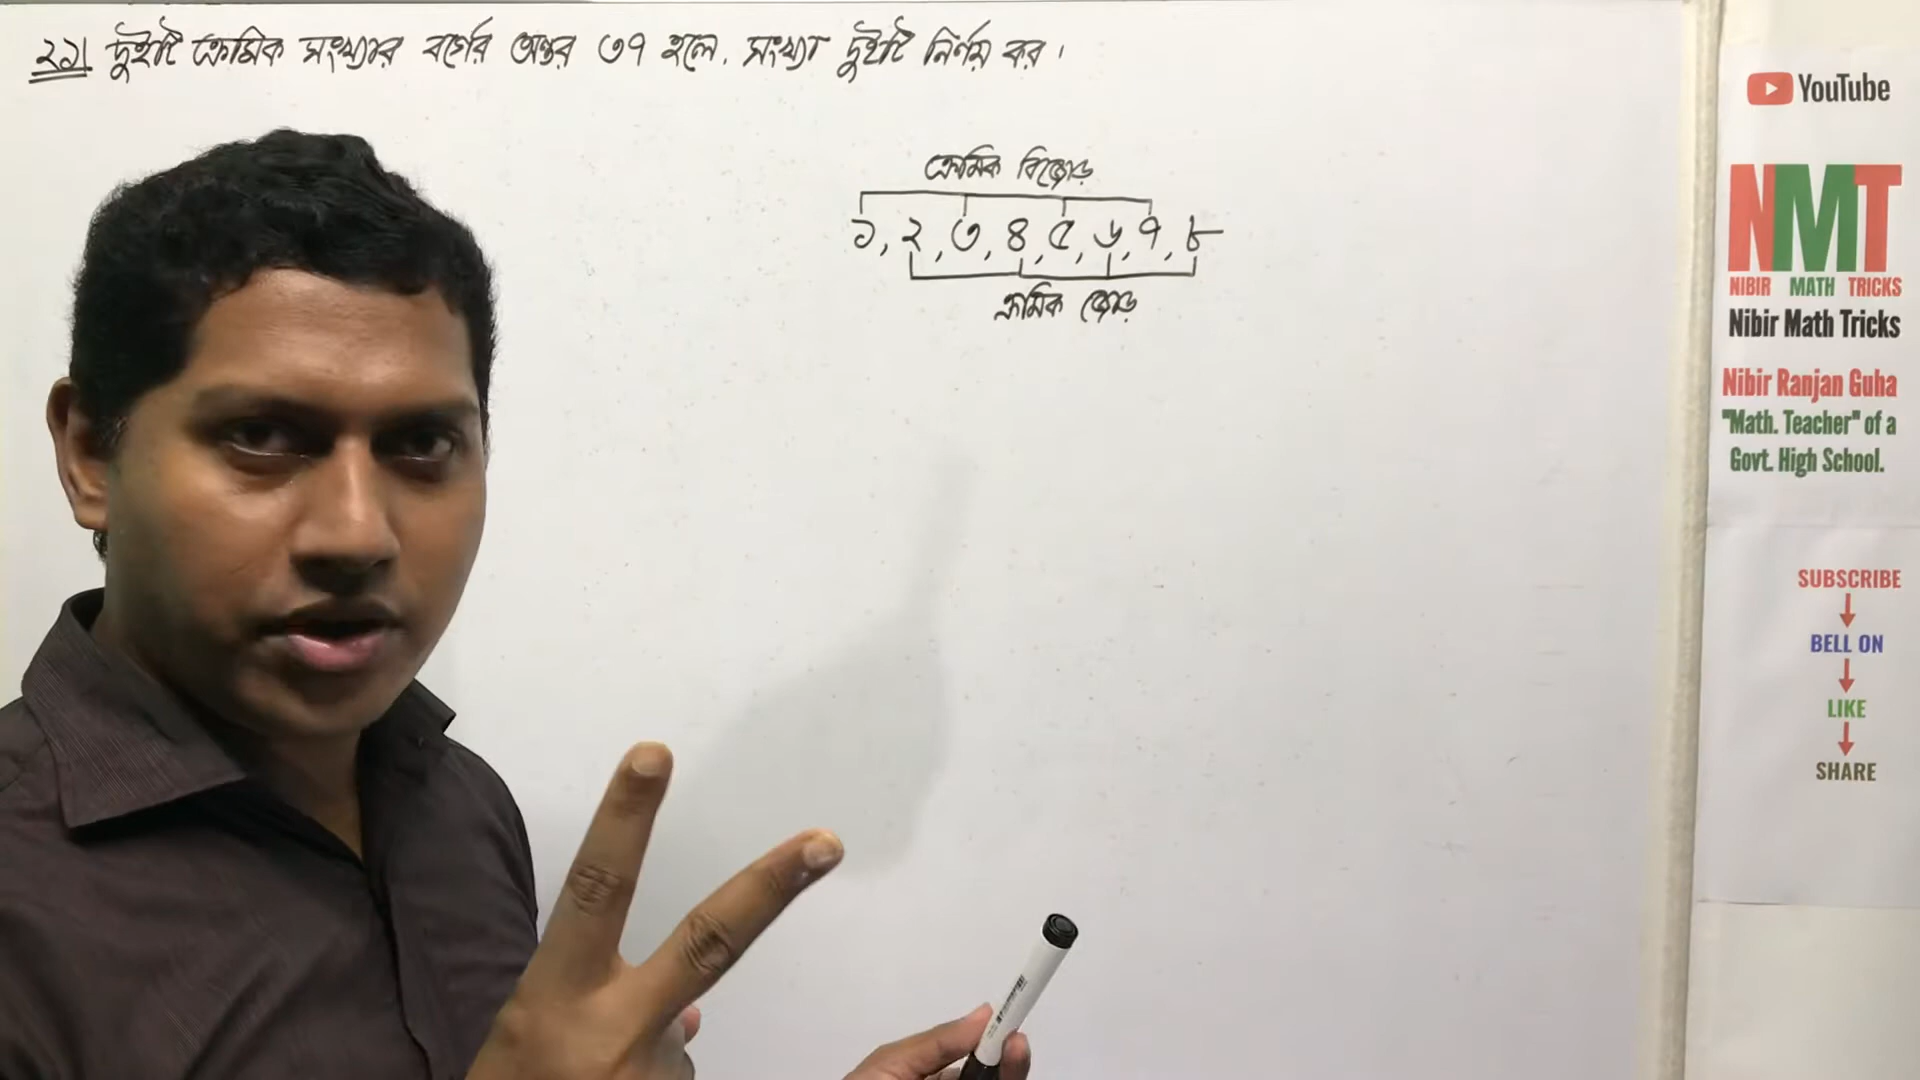 ২১। দুইটি ক্রমিক সংখ্যার বর্গের অন্তর ৩৭ হলে, সংখ্যা দুইটি নির্ণয় কর।
ক্রমিক বিজোড়
১, ২, ৩, ৪, ৫, ৬, ৭, ৮
ক্রমিক জোড়
YouTube
NMT
NIBIR MATH TRICKS
Nibir Math Tricks
Nibir Ranjan Guha
"Math. Teacher" of a
Govt. High School.
SUBSCRIBE
BELL ON
LIKE
SHARE